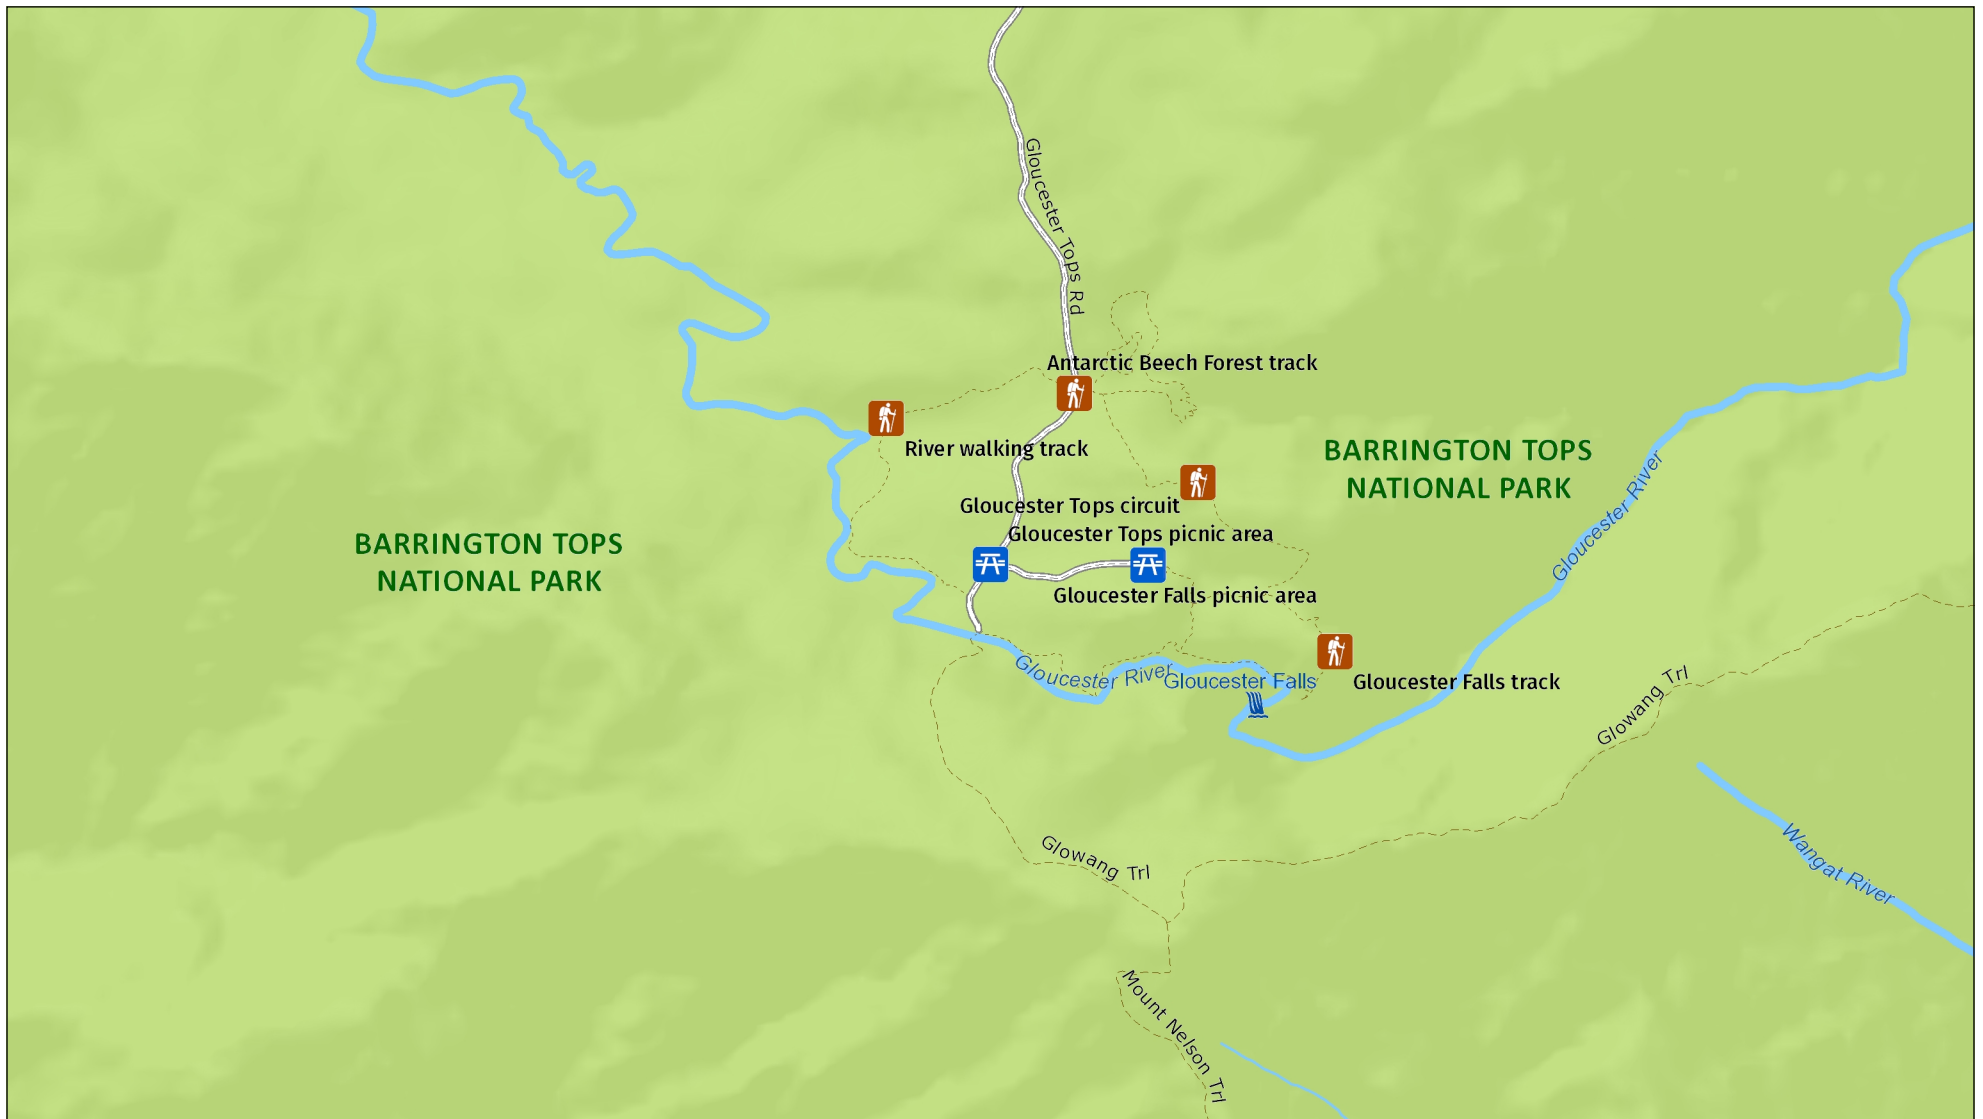 Gloucester Tops Rd
Antarctic Beech Forest track
River walking track
BARRINGTON TOPS
NATIONAL PARK
Gloucester River
Gloucester Tops circuit
Gloucester Tops picnic area
BARRINGTON TOPS
NATIONAL PARK
Gloucester Falls picnic area
Gloucester River
Gloucester Falls
Gloucester Falls track
Glowang Trl
Glowang Trl
Wangat River
Mount Nelson Trl